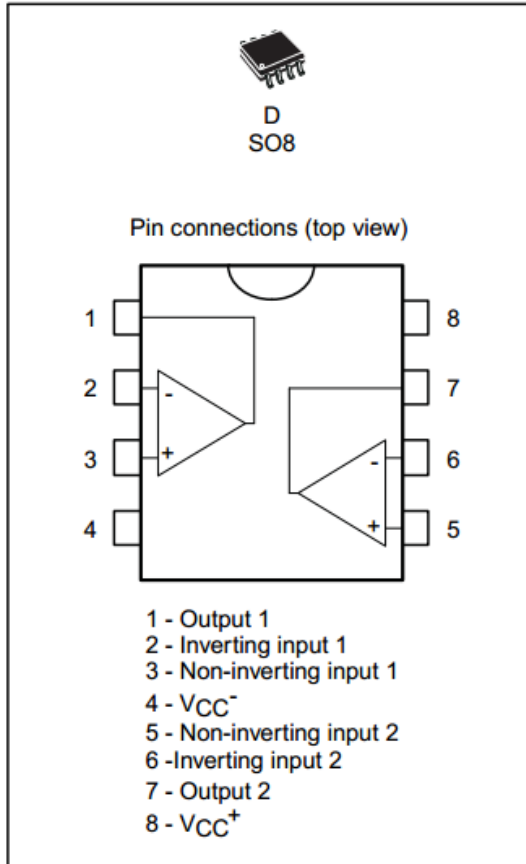 D
SO8
Pin connections (top view)
1
8
2
-
7
3
+
-
6
4
+
5
1 - Output 1
2 - Inverting input 1
3 - Non-inverting input 1
4 - VCC-
5 - Non-inverting input 2
6 -Inverting input 2
7 - Output 2
8 - VCC+